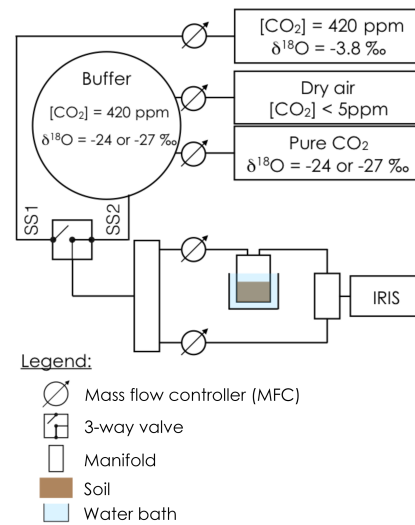 [CO₂] = 420 ppm
δ¹⁸O = -3.8 ‰
Buffer
[CO₂] = 420 ppm
δ¹⁸O = -24 or -27 ‰
Dry air
[CO₂] < 5ppm
Pure CO₂
δ¹⁸O = -24 or -27 ‰
SS1
SS2
IRIS
Legend:
Mass flow controller (MFC)
3-way valve
Manifold
Soil
Water bath